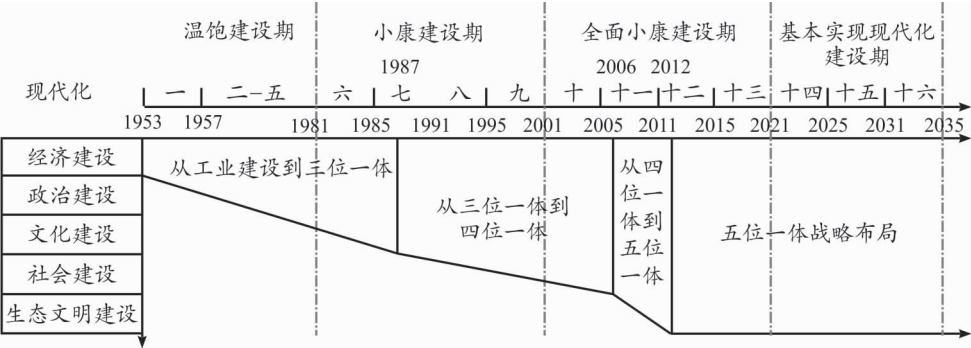 温饱建设期 小康建设期 全面小康建设期 基本实现现代化
建设期
1987 2006 2012
现代化 一 二-五 六 七 八 九 十 十一 十二 十三 十四 十五 十六
1953 1957 1981 1985 1991 1995 2001 2005 2011 2015 2021 2025 2031 2035
经济建设
政治建设
文化建设
社会建设
生态文明建设
从工业建设到三位一体
从三位一体到
四位一体
从四
位一
体到
五位
一体
五位一体战略布局